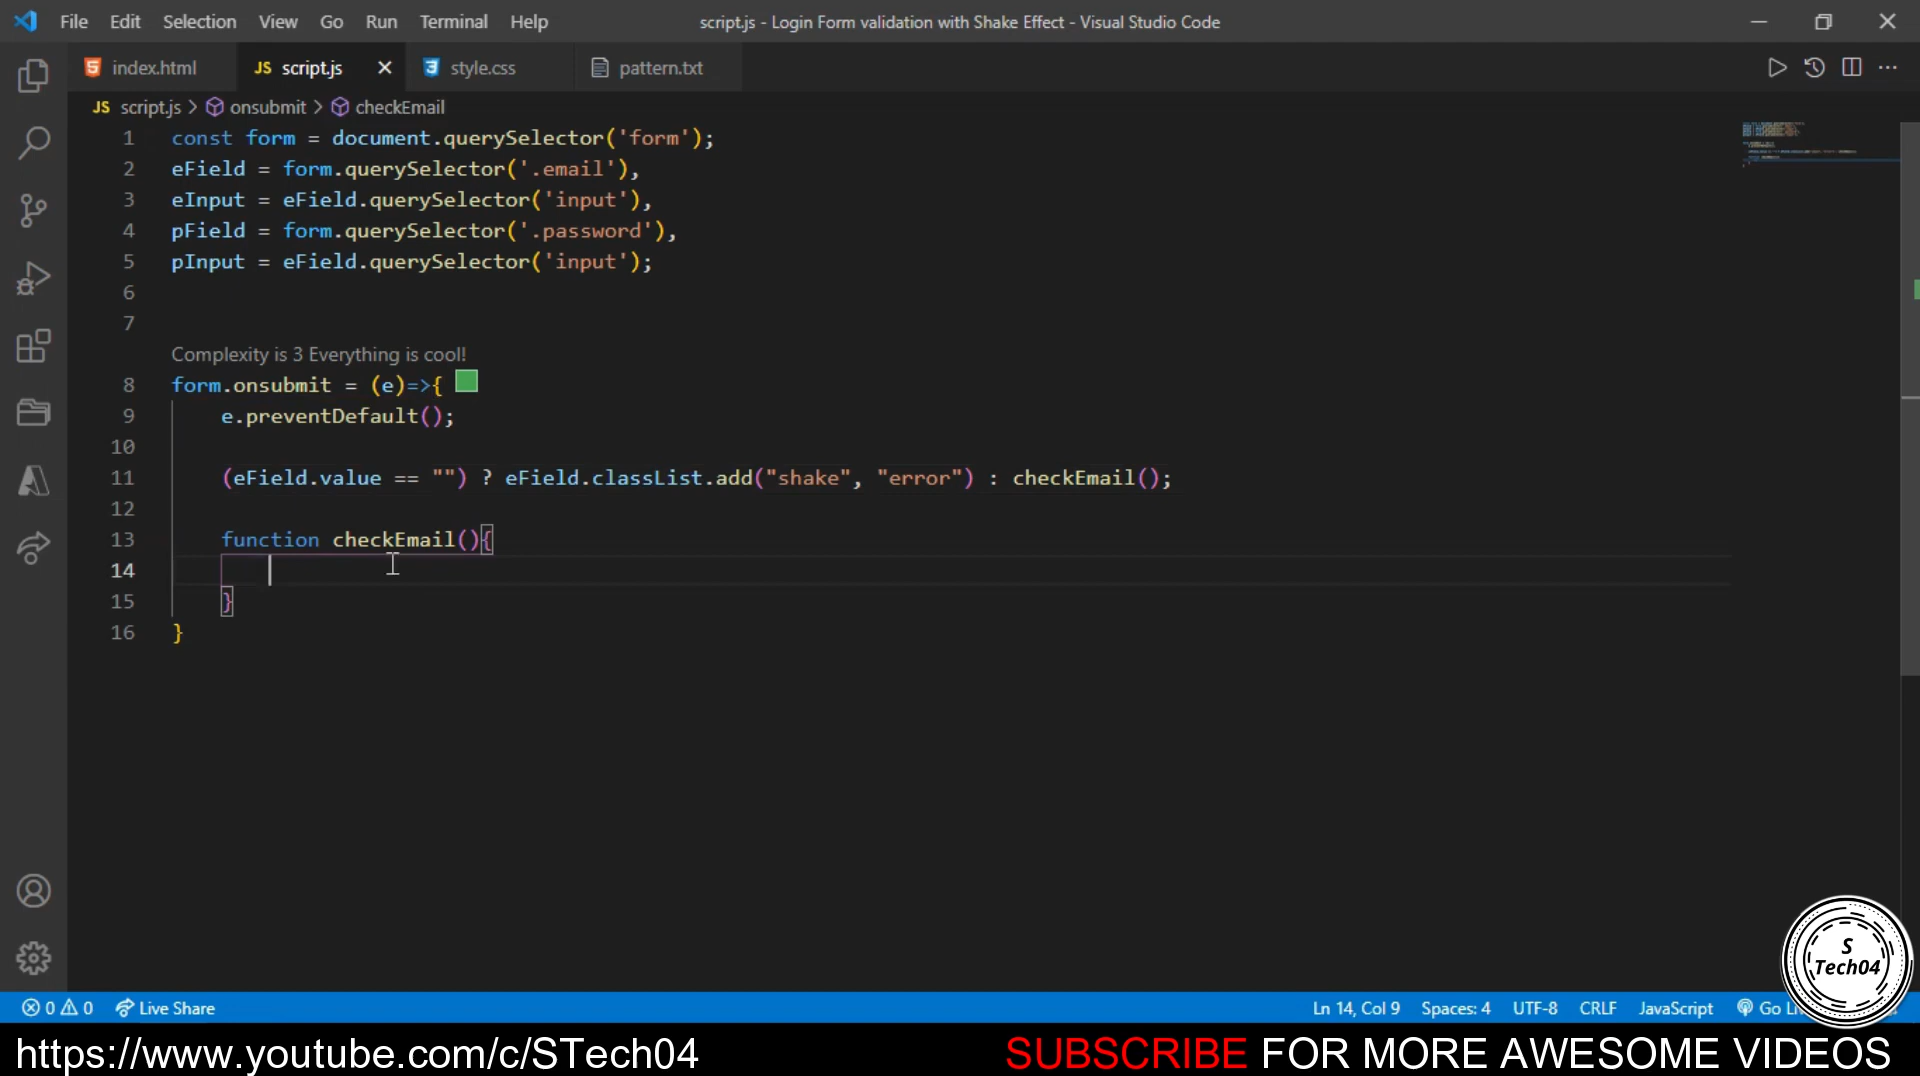 File Edit Selection View Go Run Terminal Help script.js - Login Form validation with Shake Effect - Visual Studio Code
index.html JS script.js style.css pattern.txt
JS script.js > onsubmit > checkEmail
1 const form = document.querySelector('form');
2 eField = form.querySelector('.email'),
3 eInput = eField.querySelector('input'),
4 pField = form.querySelector('.password'),
5 pInput = eField.querySelector('input');
6
7
Complexity is 3 Everything is cool!
8 form.onsubmit = (e)=>{
9 e.preventDefault();
10
11 (eField.value == "") ? eField.classList.add("shake", "error") : checkEmail();
12
13 function checkEmail(){
14
15 }
16 }
S
Tech04
0 0 Live Share Ln 14, Col 9 Spaces: 4 UTF-8 CRLF JavaScript Go
https://www.youtube.com/c/STech04 SUBSCRIBE FOR MORE AWESOME VIDEOS